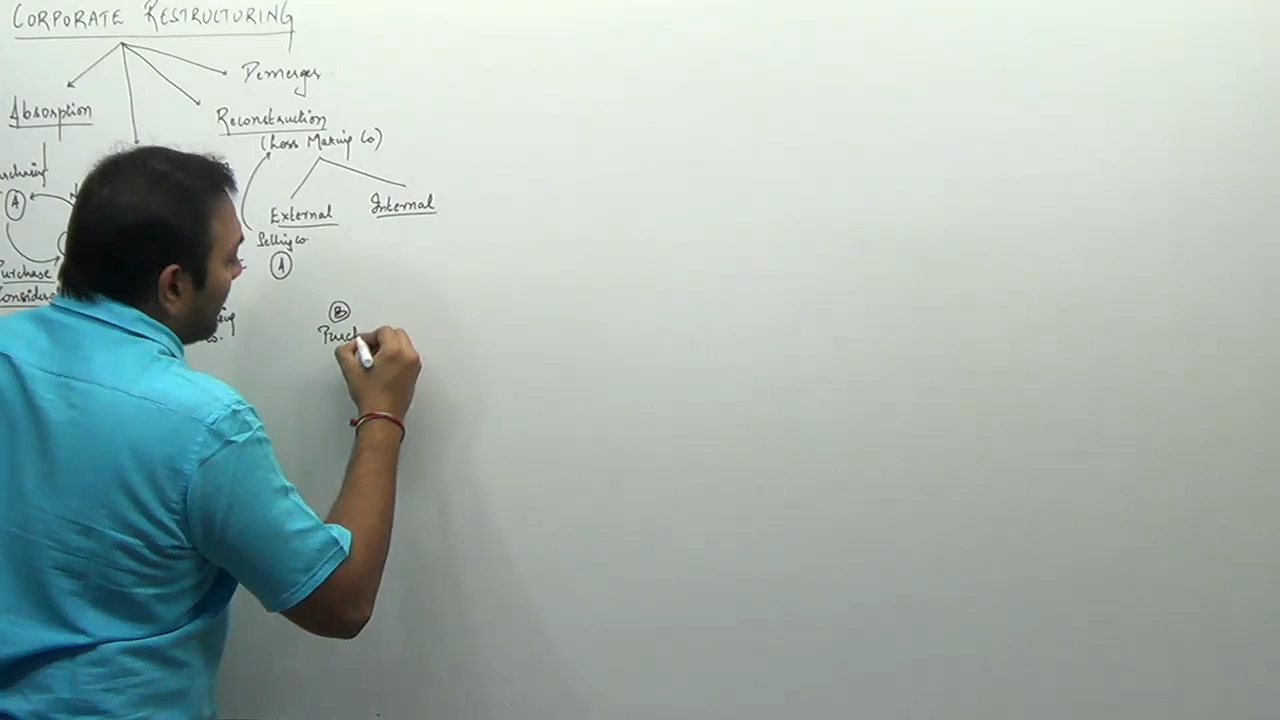 CORPORATE RESTRUCTURING
Demerger
Absorption
Reconstruction
(Loss Making Co)
A
External
Internal
Selling Co
A
Purchase
B